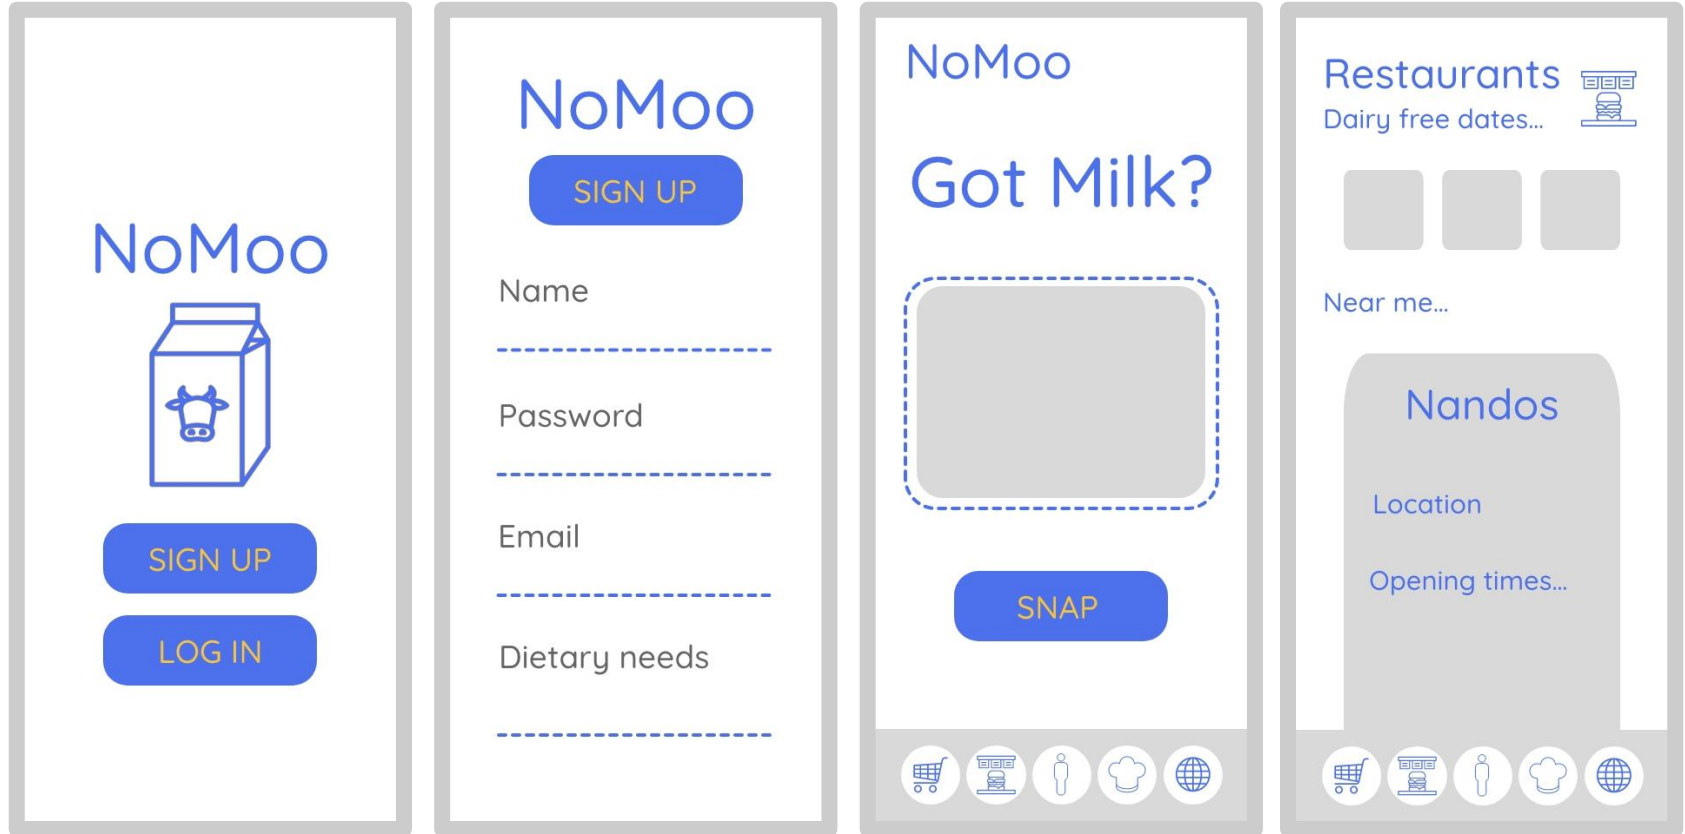 NoMoo
SIGN UP
LOG IN
NoMoo
SIGN UP
Name
Password
Email
Dietary needs
NoMoo
Got Milk?
SNAP
Restaurants
Dairy free dates...
Near me...
Nandos
Location
Opening times...